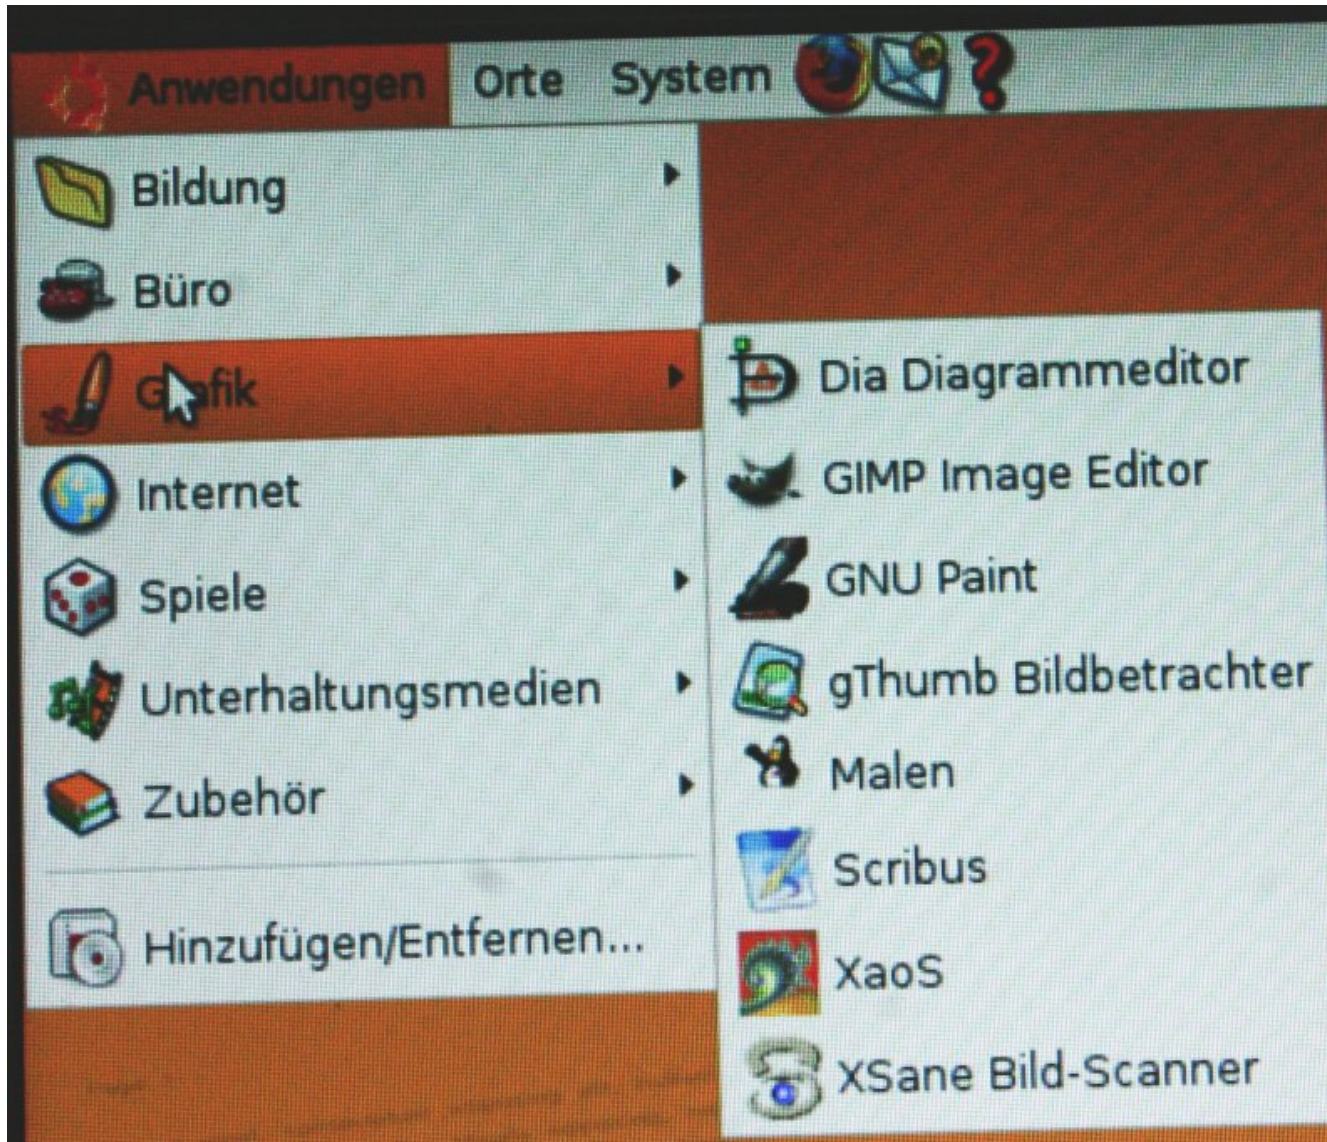 Anwendungen Orte System
Bildung
Büro
Grafik
Internet
Spiele
Unterhaltungsmedien
Zubehör
Hinzufügen/Entfernen...
Dia Diagrammeditor
GIMP Image Editor
GNU Paint
gThumb Bildbetrachter
Malen
Scribus
XaoS
XSane Bild-Scanner